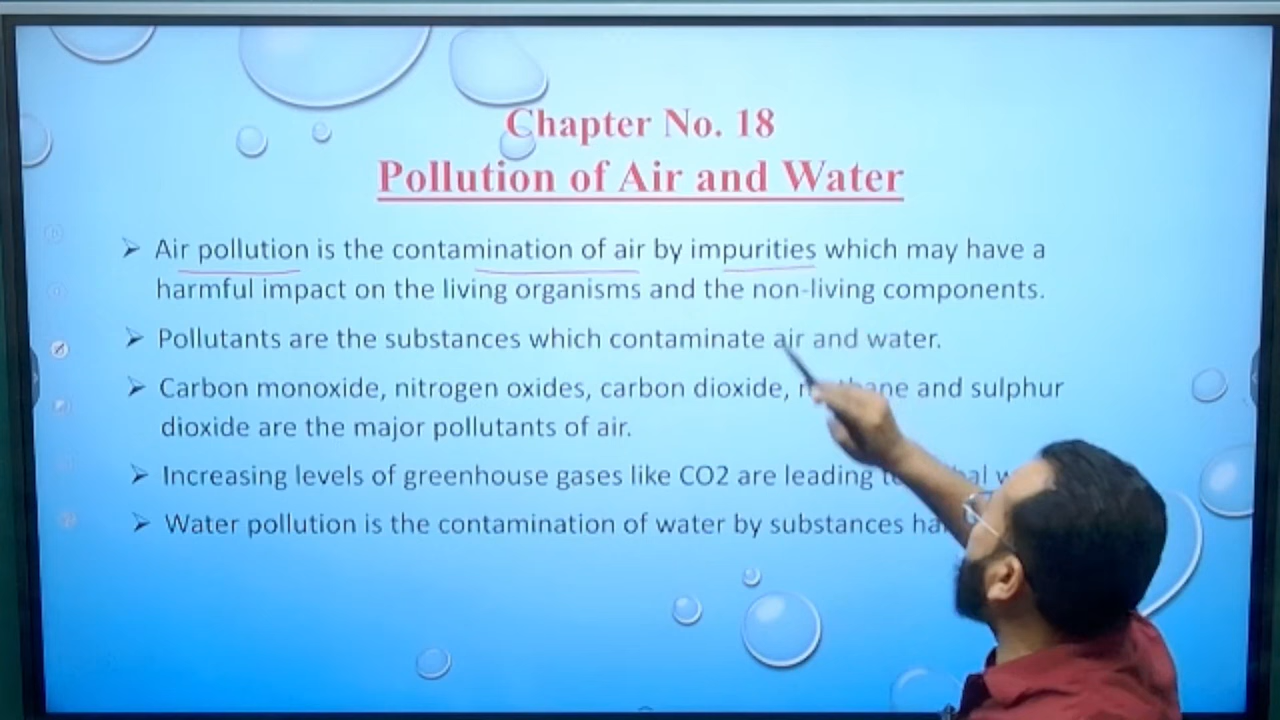 Chapter No. 18
Pollution of Air and Water
➢ Air pollution is the contamination of air by impurities which may have a
harmful impact on the living organisms and the non-living components.
➢ Pollutants are the substances which contaminate air and water.
➢ Carbon monoxide, nitrogen oxides, carbon dioxide, methane and sulphur
dioxide are the major pollutants of air.
➢ Increasing levels of greenhouse gases like CO2 are leading
➢ Water pollution is the contamination of water by substances